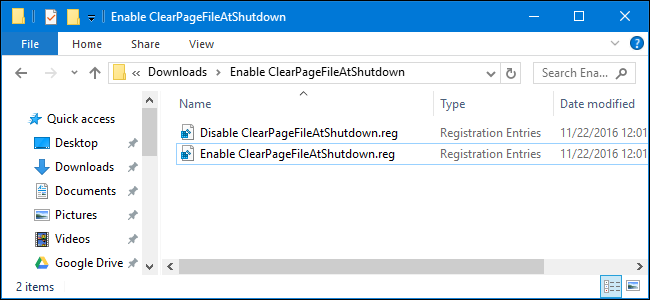 Enable ClearPageFileAtShutdown
File Home Share View
« Downloads > Enable ClearPageFileAtShutdown Search Ena...
Name Type Date modified
Quick access
Disable ClearPageFileAtShutdown.reg Registration Entries 11/22/2016 12:01
Desktop
Enable ClearPageFileAtShutdown.reg Registration Entries 11/22/2016 12:01
Downloads
Documents
Pictures
Videos
Google Drive
2 items